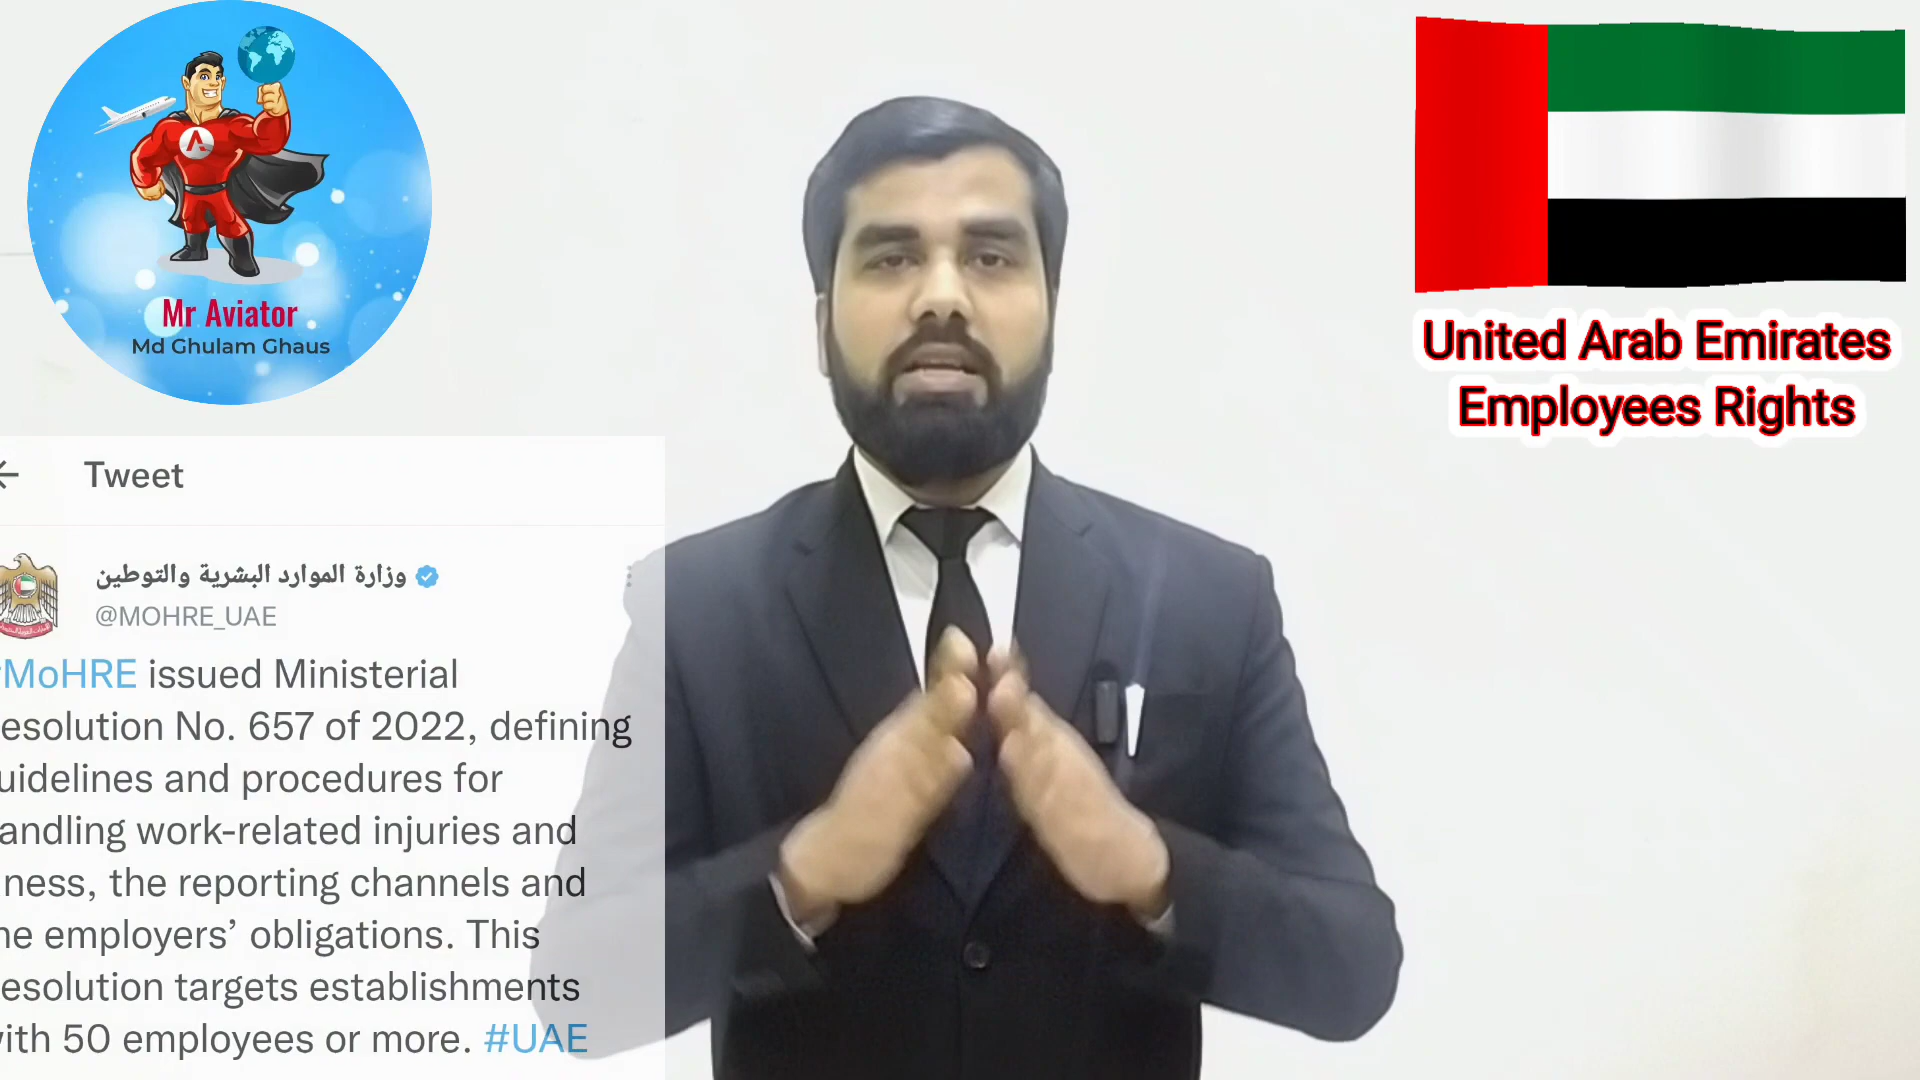 Mr Aviator
Md Ghulam Ghaus
United Arab Emirates
Employees Rights
Tweet
وزارة الموارد البشرية والتوطين
@MOHRE_UAE
MoHRE issued Ministerial
esolution No. 657 of 2022, defining
uidelines and procedures for
andling work-related injuries and
ness, the reporting channels and
he employers’ obligations. This
esolution targets establishments
ith 50 employees or more. #UAE